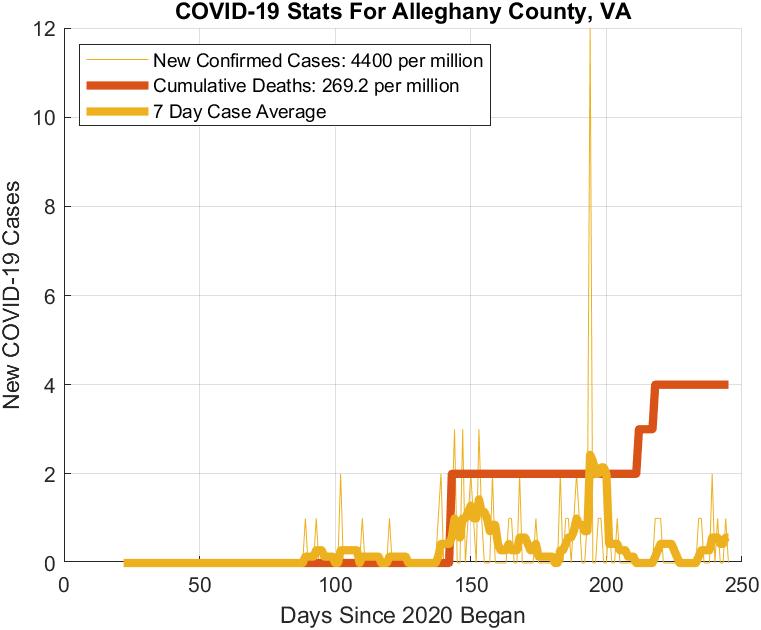 COVID-19 Stats For Alleghany County, VA
New Confirmed Cases: 4400 per million
Cumulative Deaths: 269.2 per million
7 Day Case Average
New COVID-19 Cases
12
10
8
6
4
2
0
0 50 100 150 200 250
Days Since 2020 Began